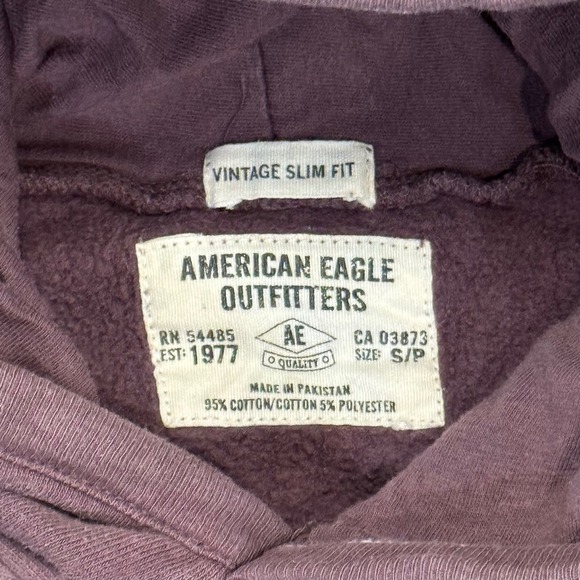 VINTAGE SLIM FIT
AMERICAN EAGLE
OUTFITTERS
RN 54485 AE CA 03873
EST: 1977 QUALITY SIZE: S/P
MADE IN PAKISTAN
95% COTTON/COTTON 5% POLYESTER